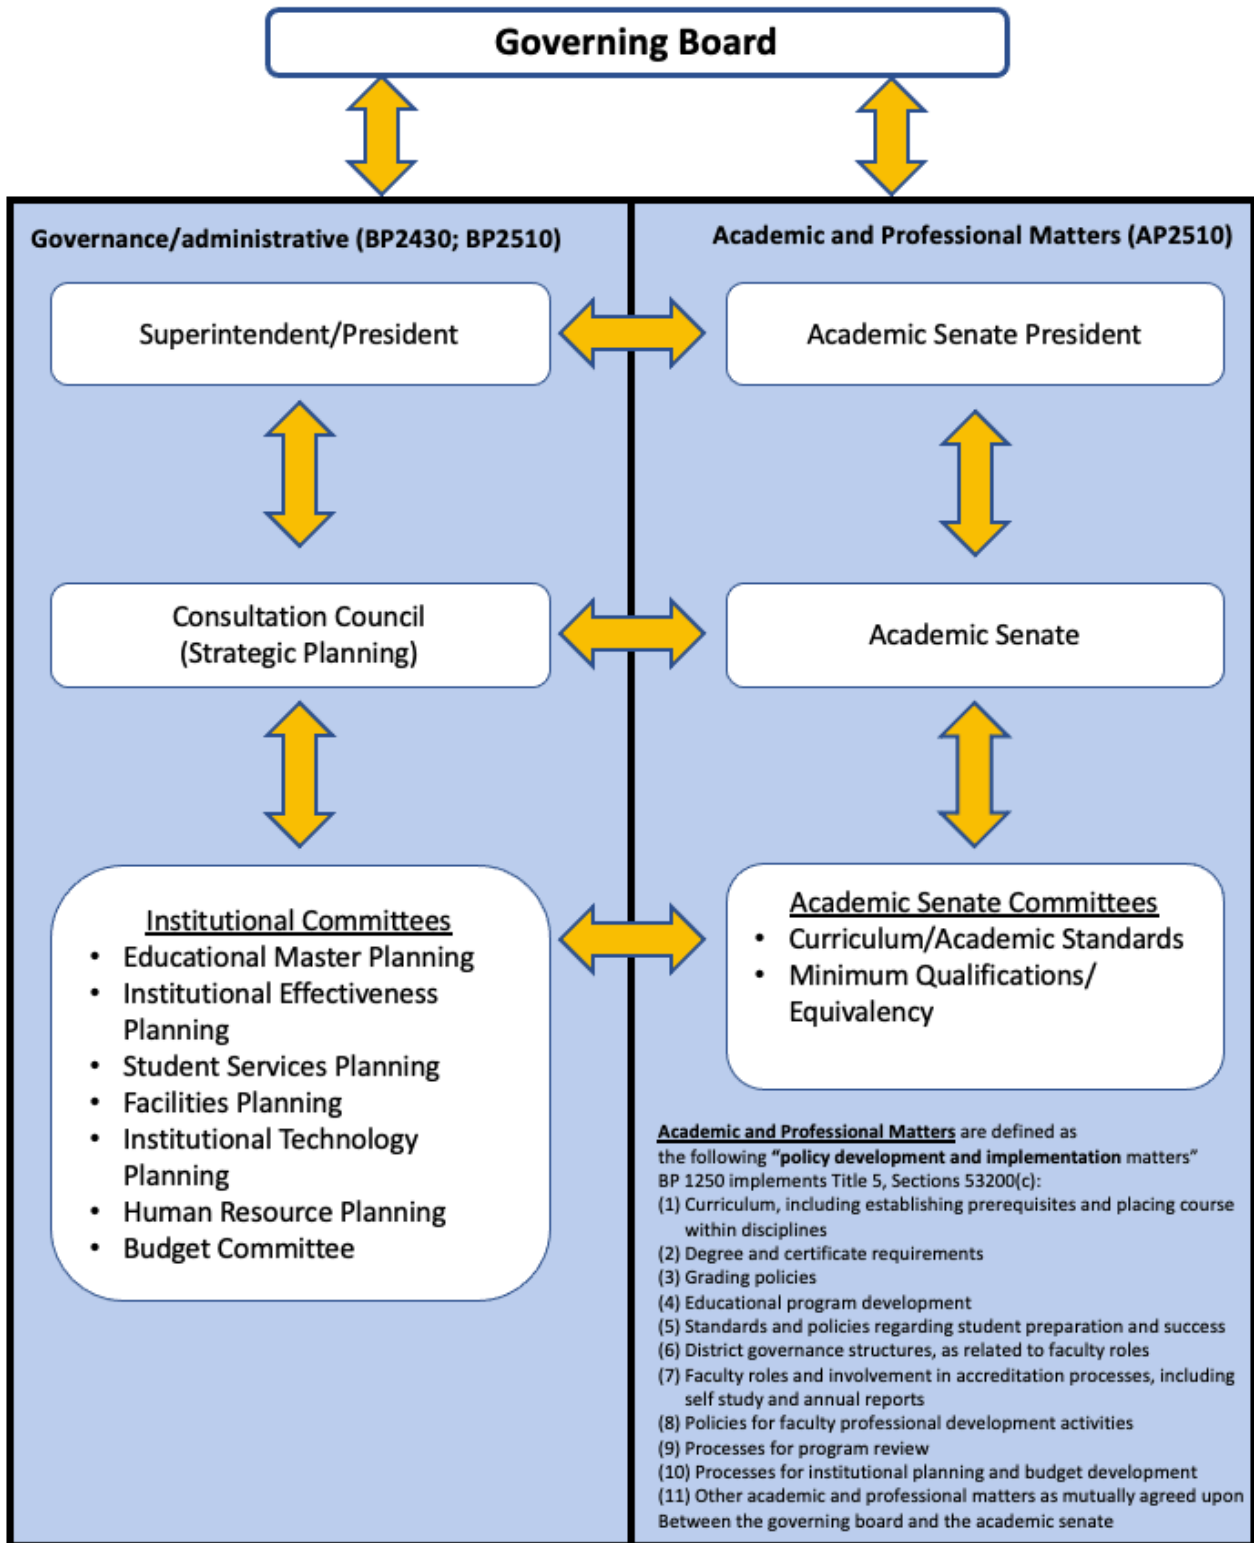 Governing Board
Governance/administrative (BP2430; BP2510)
Superintendent/President
Consultation Council
(Strategic Planning)
Institutional Committees
• Educational Master Planning
• Institutional Effectiveness
Planning
• Student Services Planning
• Facilities Planning
• Institutional Technology
Planning
• Human Resource Planning
• Budget Committee
Academic and Professional Matters (AP2510)
Academic Senate President
Academic Senate
Academic Senate Committees
• Curriculum/Academic Standards
• Minimum Qualifications/
Equivalency
Academic and Professional Matters are defined as
the following “policy development and implementation matters”
BP 1250 implements Title 5, Sections 53200(c):
(1) Curriculum, including establishing prerequisites and placing course
within disciplines
(2) Degree and certificate requirements
(3) Grading policies
(4) Educational program development
(5) Standards and policies regarding student preparation and success
(6) District governance structures, as related to faculty roles
(7) Faculty roles and involvement in accreditation processes, including
self study and annual reports
(8) Policies for faculty professional development activities
(9) Processes for program review
(10) Processes for institutional planning and budget development
(11) Other academic and professional matters as mutually agreed upon
Between the governing board and the academic senate